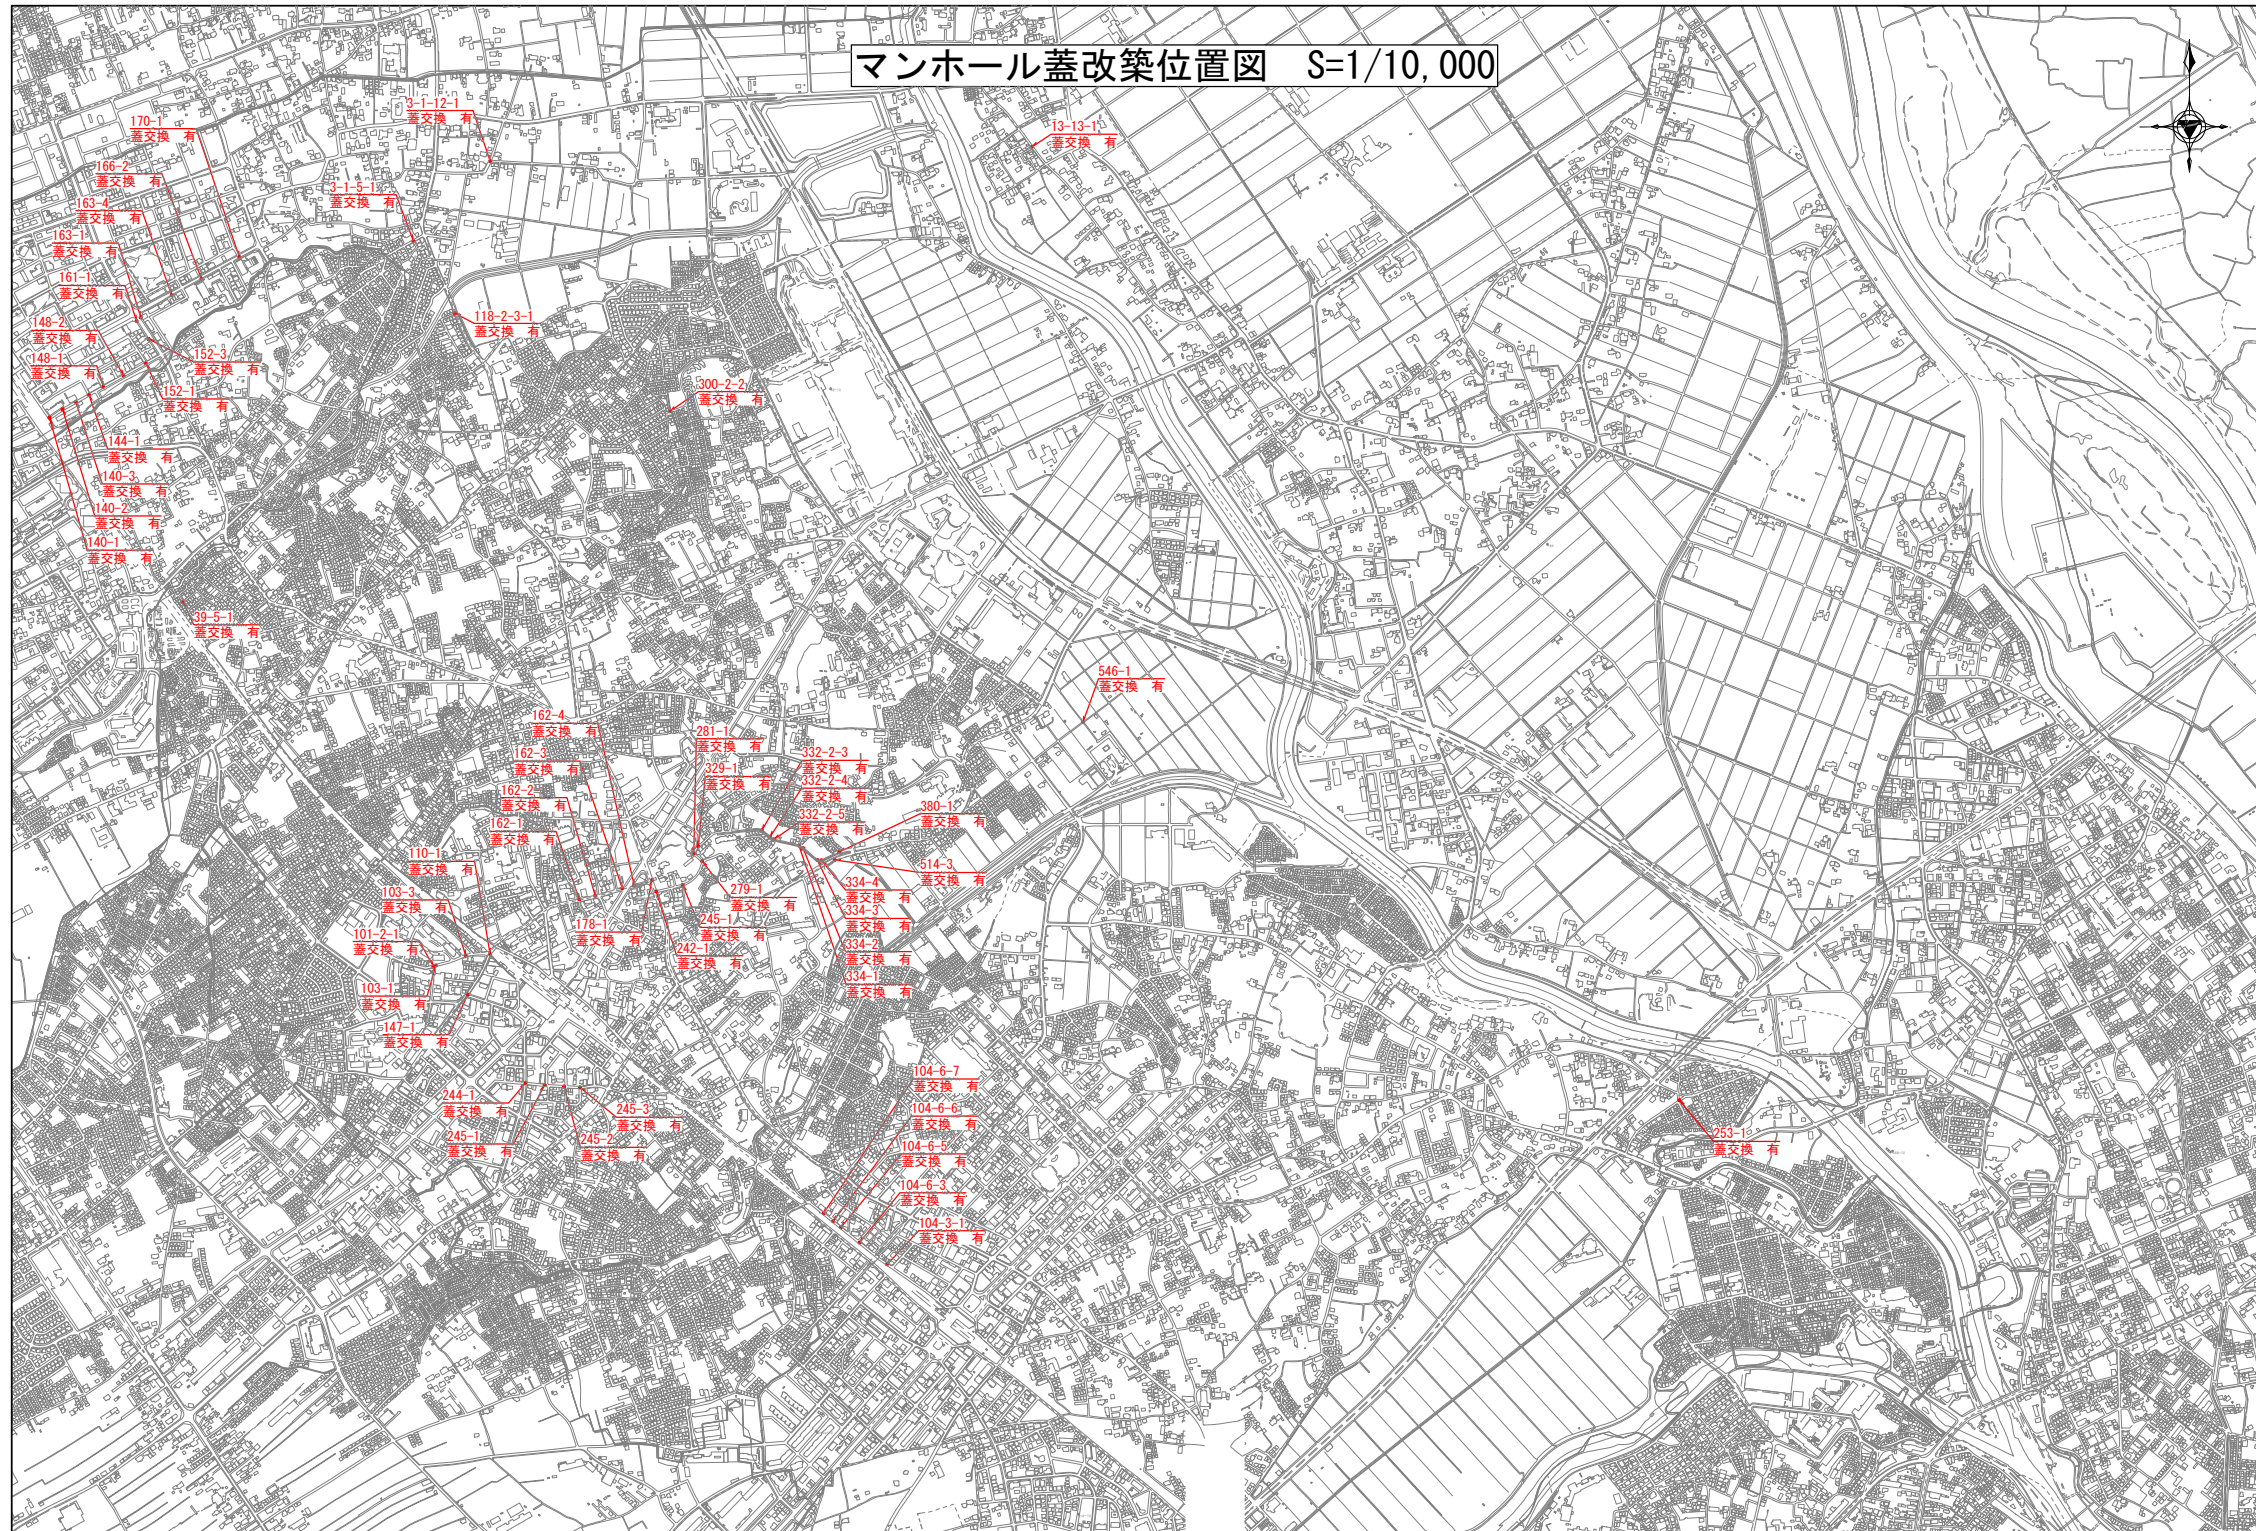 マンホール蓋改築位置図 S=1/10,000
3-1-12-1
蓋交換 有
170-1
蓋交換 有
13-13-1
蓋交換 有
166-2
蓋交換 有
3-1-5-1
蓋交換 有
163-4
蓋交換 有
163-1
蓋交換 有
161-1
蓋交換 有
118-2-3-1
蓋交換 有
148-2
蓋交換 有
152-3
蓋交換 有
148-1
蓋交換 有
152-1
蓋交換 有
300-2-2
蓋交換 有
144-1
蓋交換 有
140-3
蓋交換 有
140-2
蓋交換 有
140-1
蓋交換 有
39-5-1
蓋交換 有
546-1
蓋交換 有
162-4
蓋交換 有
281-1
蓋交換 有
162-3
蓋交換 有
332-2-3
蓋交換 有
329-1
蓋交換 有
332-2-4
蓋交換 有
162-2
蓋交換 有
380-1
蓋交換 有
332-2-5
蓋交換 有
162-1
蓋交換 有
110-1
蓋交換 有
514-3
蓋交換 有
334-4
蓋交換 有
279-1
蓋交換 有
103-3
蓋交換 有
334-3
蓋交換 有
245-1
蓋交換 有
178-1
蓋交換 有
101-2-1
蓋交換 有
334-2
蓋交換 有
242-1
蓋交換 有
334-1
蓋交換 有
103-1
蓋交換 有
147-1
蓋交換 有
104-6-7
蓋交換 有
244-1
蓋交換 有
245-3
蓋交換 有
104-6-6
蓋交換 有
245-1
蓋交換 有
245-2
蓋交換 有
253-1
蓋交換 有
104-6-5
蓋交換 有
104-6-3
蓋交換 有
104-3-1
蓋交換 有